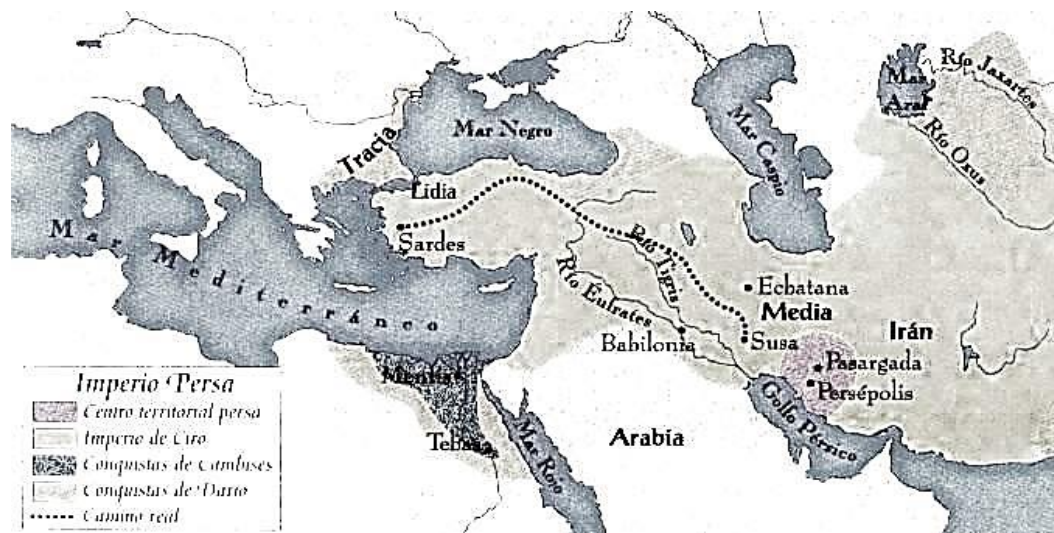 Mar Negro
Tracia
Lidia
Sardes
Mar Mediterráneo
Mar Caspio
Mar Aral
Río Jaxartes
Río Oxus
Río Tigris
Río Éufrates
Ecbatana
Media
Babilonia
Susa
Irán
Pasargada
Persépolis
Golfo Pérsico
Arabia
Menfis
Tebas
Mar Rojo
Imperio Persa
Centro territorial persa
Imperio de Ciro
Conquistas de Cambises
Conquistas de Darío
Camino real